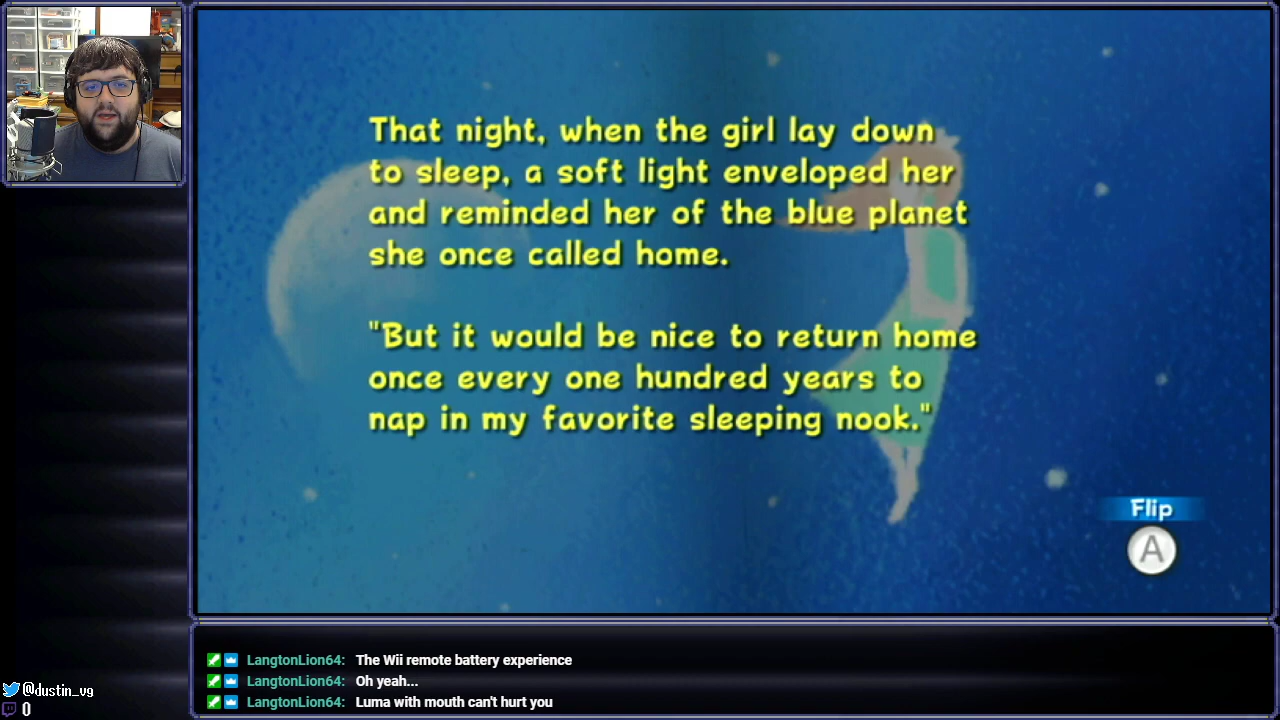 That night, when the girl lay down
to sleep, a soft light enveloped her
and reminded her of the blue planet
she once called home.
"But it would be nice to return home
once every one hundred years to
nap in my favorite sleeping nook."
Flip
A
LangtonLion64: The Wii remote battery experience
LangtonLion64: Oh yeah...
LangtonLion64: Luma with mouth can't hurt you
@dustin_vg
0